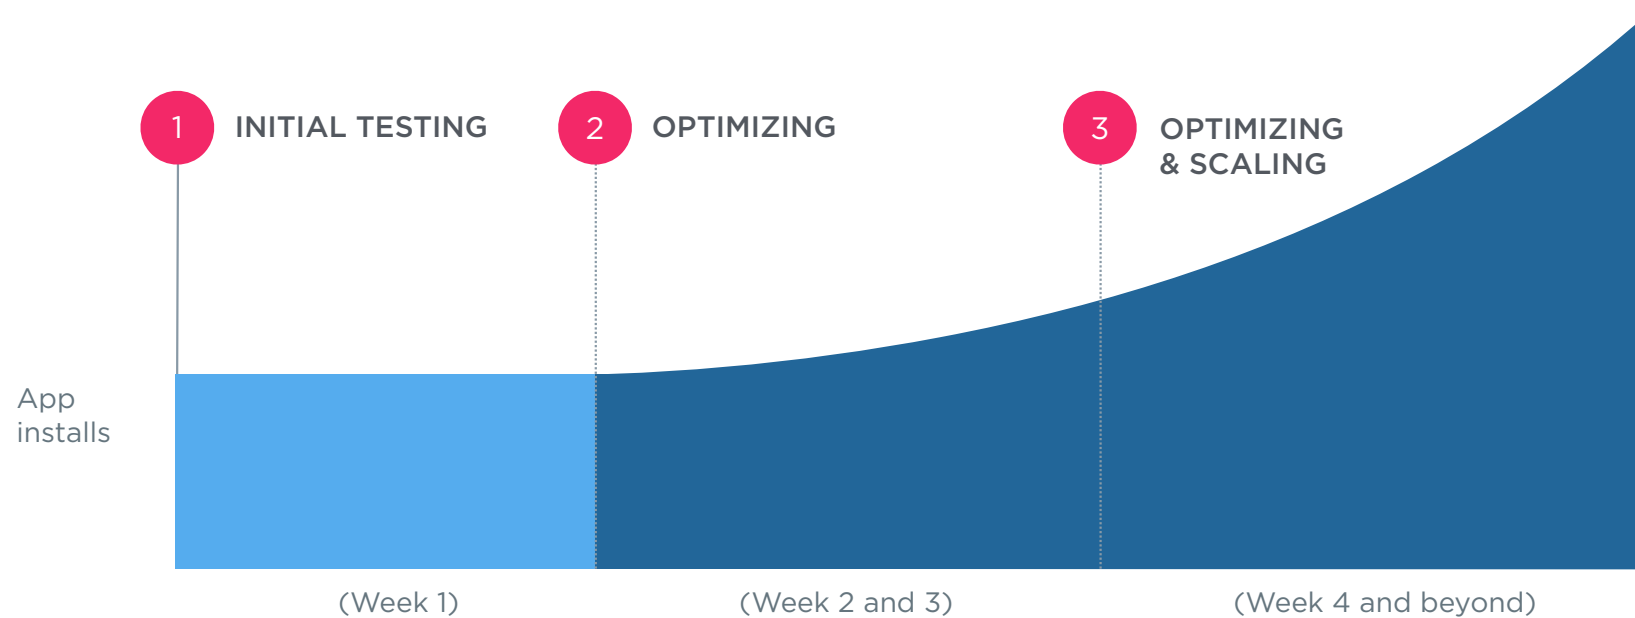 1 INITIAL TESTING
2 OPTIMIZING
3 OPTIMIZING
& SCALING
App
installs
(Week 1)
(Week 2 and 3)
(Week 4 and beyond)